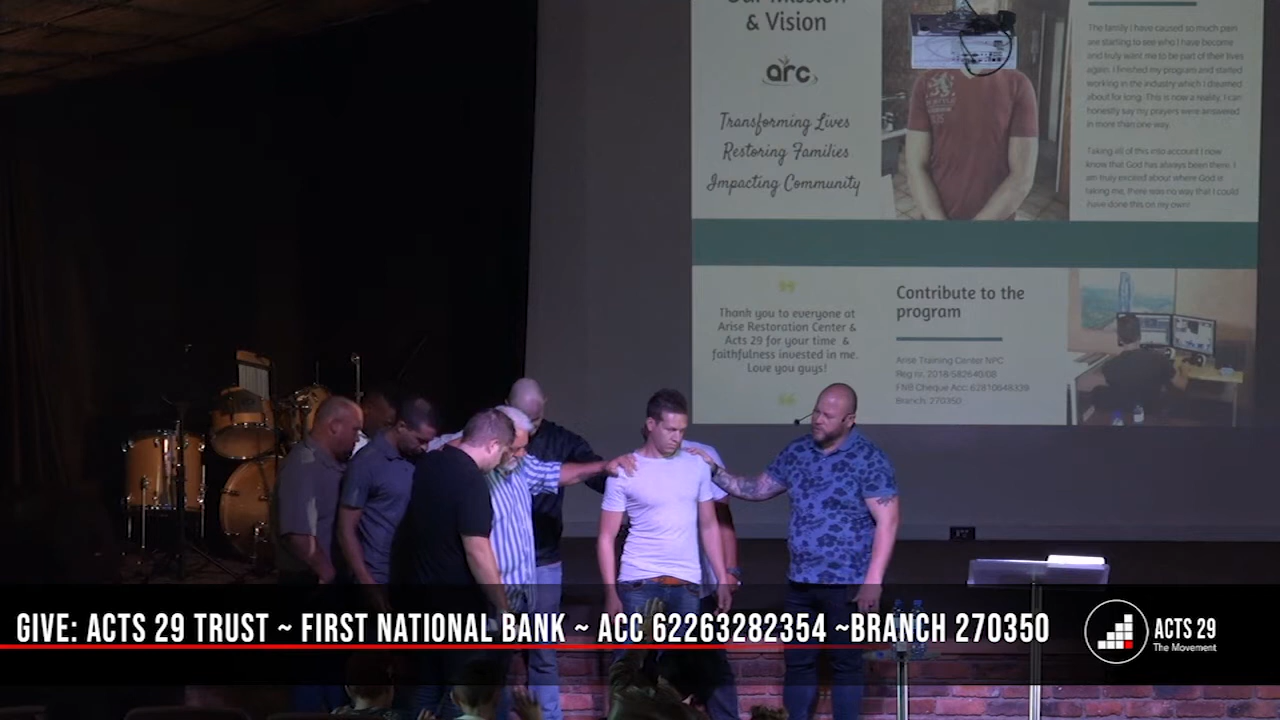 Our Mission
& Vision
arc
Transforming Lives
Restoring Families
Impacting Community
The family I have caused so much pain
are starting to see who I have become
and truly want me to be part of their lives
again. I finished my program and started
working in the industry which I dreamed
about for long. This is now a reality, I can
honestly say my prayers were answered
in more than one way.
Taking all of this into account I now
know that God has always been there. I
am truly excited about where God is
taking me, there was no way that I could
have done this on my own!
Thank you to everyone at
Arise Restoration Center &
Acts 29 for your time &
faithfulness invested in me.
Love you guys!
Contribute to the
program
Arise Training Center NPC
Reg nr. 2018/582640/08
FNB Cheque Acc: 62810648339
Branch: 270350
GIVE: ACTS 29 TRUST ~ FIRST NATIONAL BANK ~ ACC 62263282354 ~BRANCH 270350
ACTS 29
The Movement